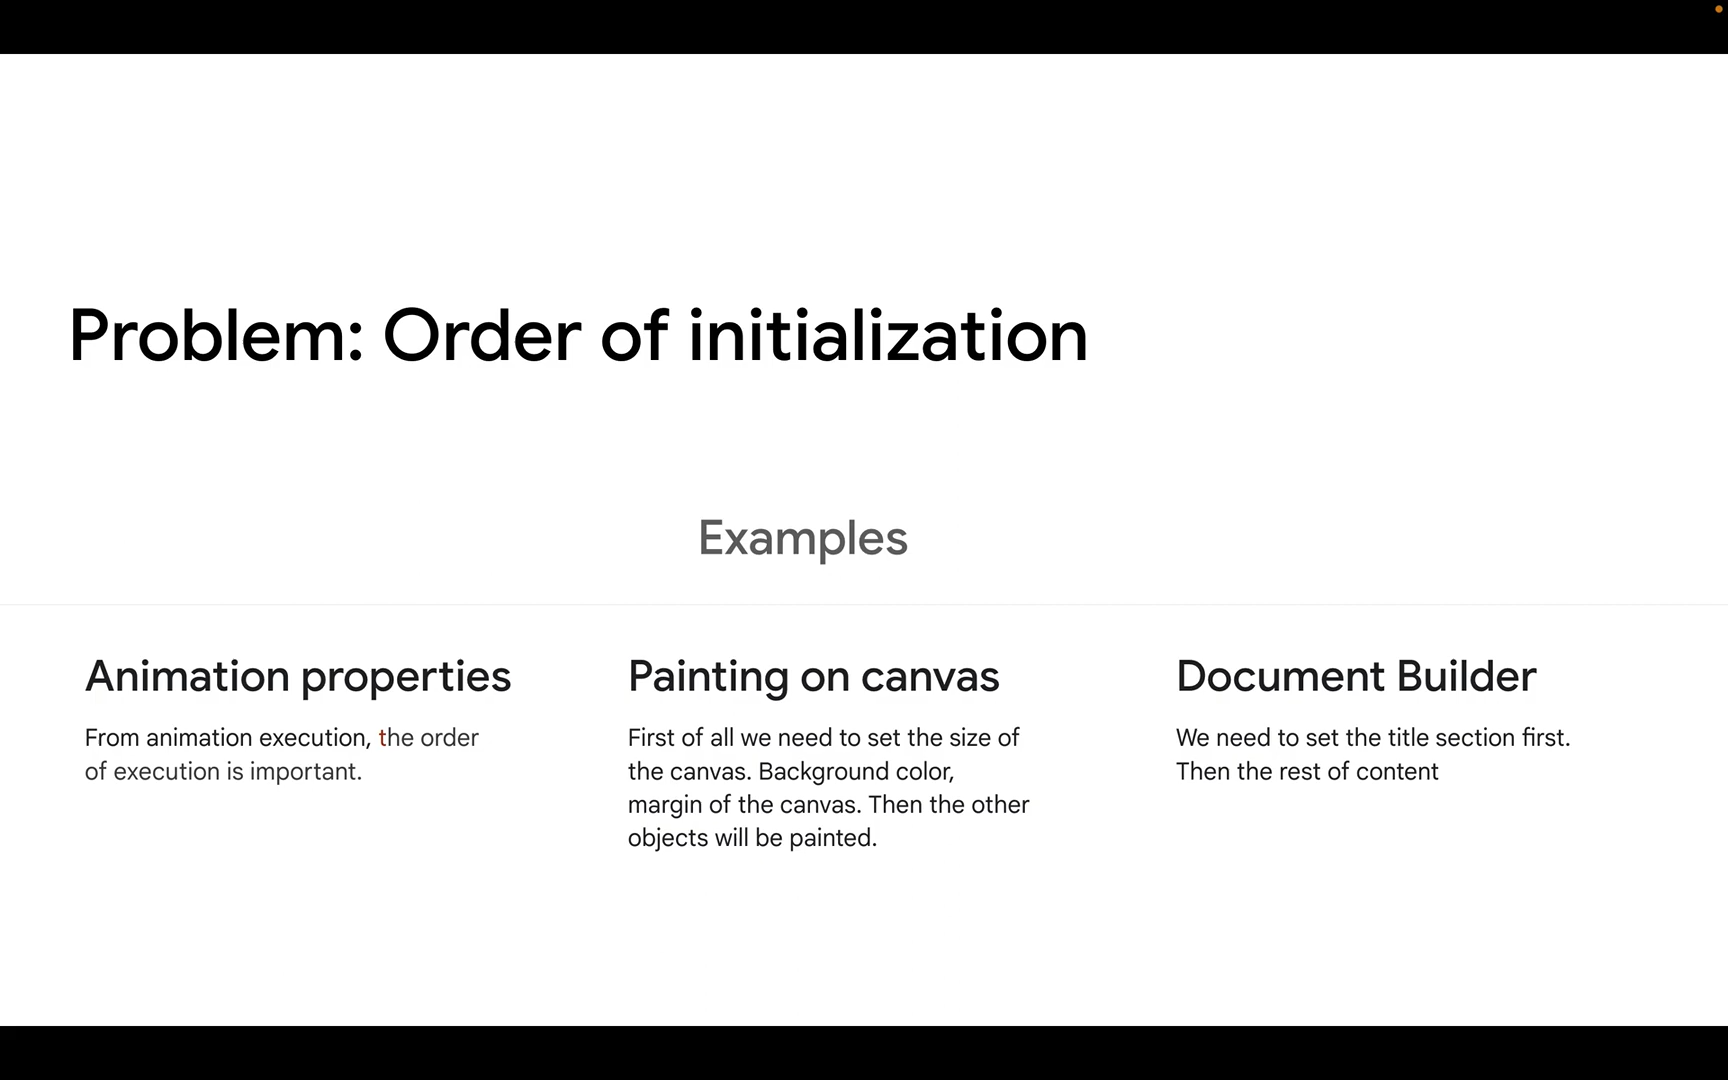 Problem: Order of initialization
Examples
Animation properties
From animation execution, the order
of execution is important.
Painting on canvas
First of all we need to set the size of
the canvas. Background color,
margin of the canvas. Then the other
objects will be painted.
Document Builder
We need to set the title section first.
Then the rest of content